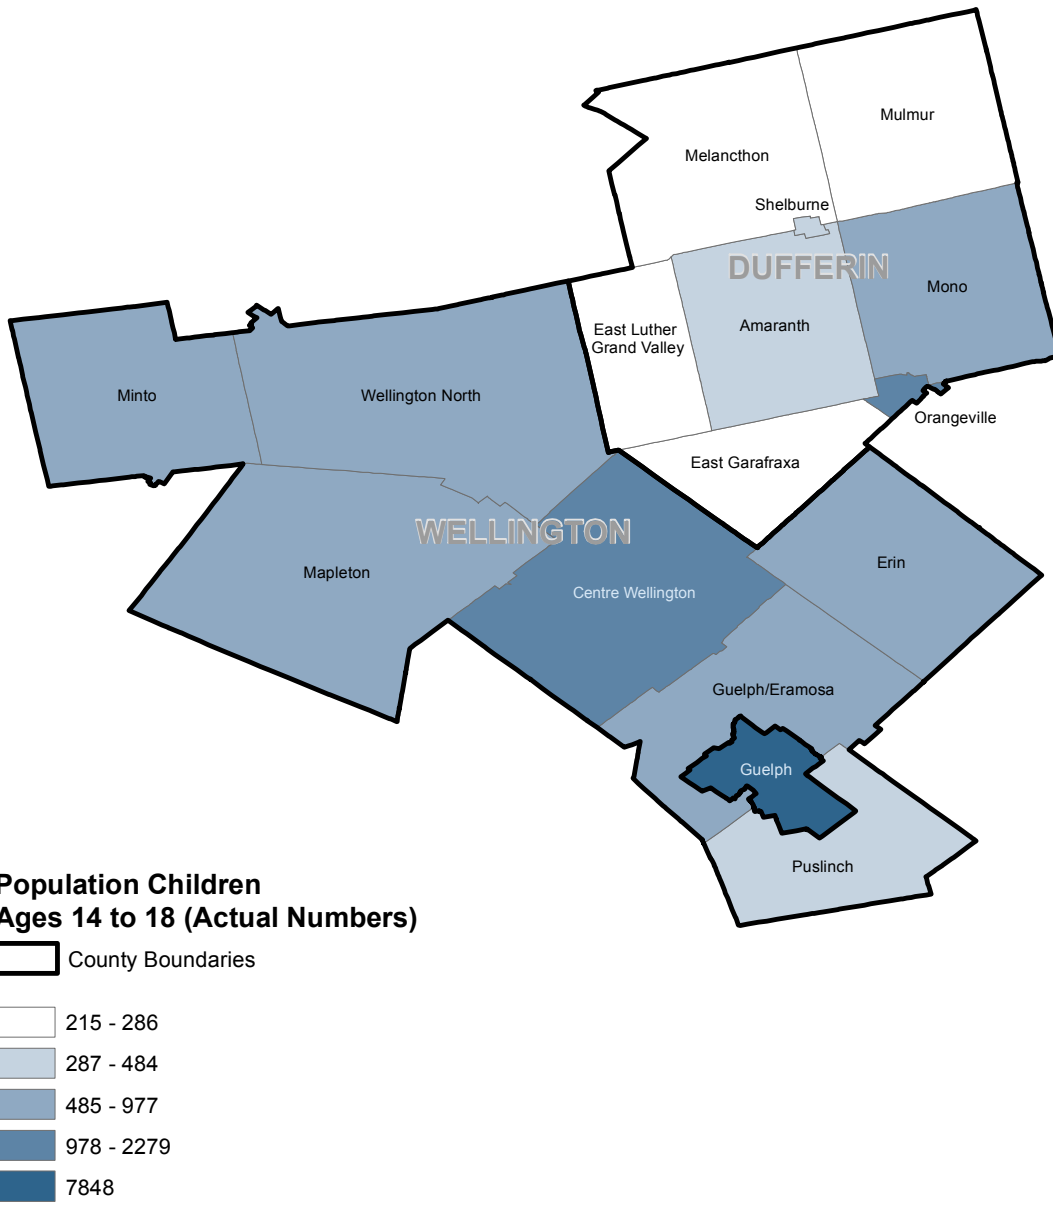 Mulmur
Melancthon
Shelburne
DUFFERIN
Mono
East Luther
Grand Valley
Amaranth
Minto
Wellington North
Orangeville
East Garafraxa
WELLINGTON
Erin
Mapleton
Centre Wellington
Guelph/Eramosa
Guelph
Puslinch
Population Children
Ages 14 to 18 (Actual Numbers)
County Boundaries
215 - 286
287 - 484
485 - 977
978 - 2279
7848